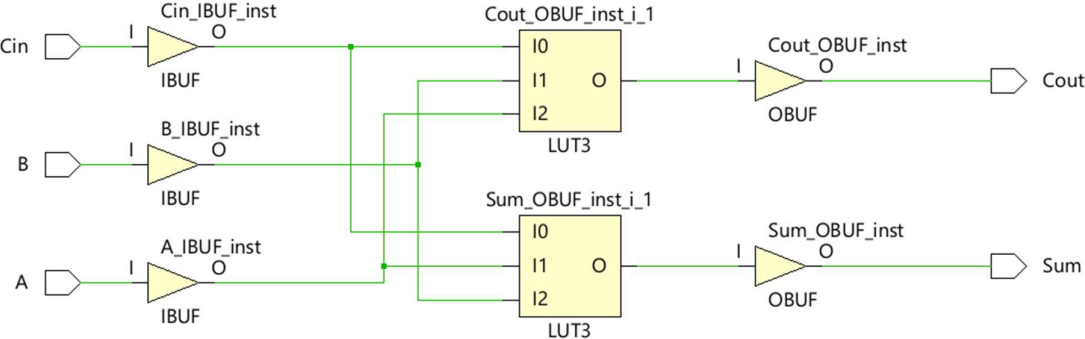 Cin
I
Cin_IBUF_inst
O
IBUF
B
I
B_IBUF_inst
O
IBUF
A
I
A_IBUF_inst
O
IBUF
Cout_OBUF_inst_i_1
I0
I1
I2
O
LUT3
Sum_OBUF_inst_i_1
I0
I1
I2
O
LUT3
I
Cout_OBUF_inst
O
OBUF
Cout
I
Sum_OBUF_inst
O
OBUF
Sum